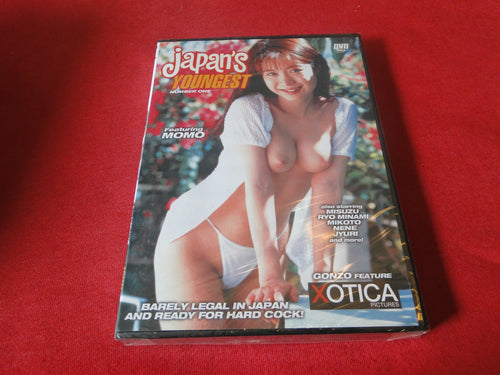 DVD
Japan's
YOUNGEST
NUMBER ONE
Featuring
MOMO
also starring
MISUZU
RYO MINAMI
MIKOTO
NENE
JYURI
and more!
GONZO FEATURE
XOTICA
PICTURES
BARELY LEGAL IN JAPAN
AND READY FOR HARD COCK!